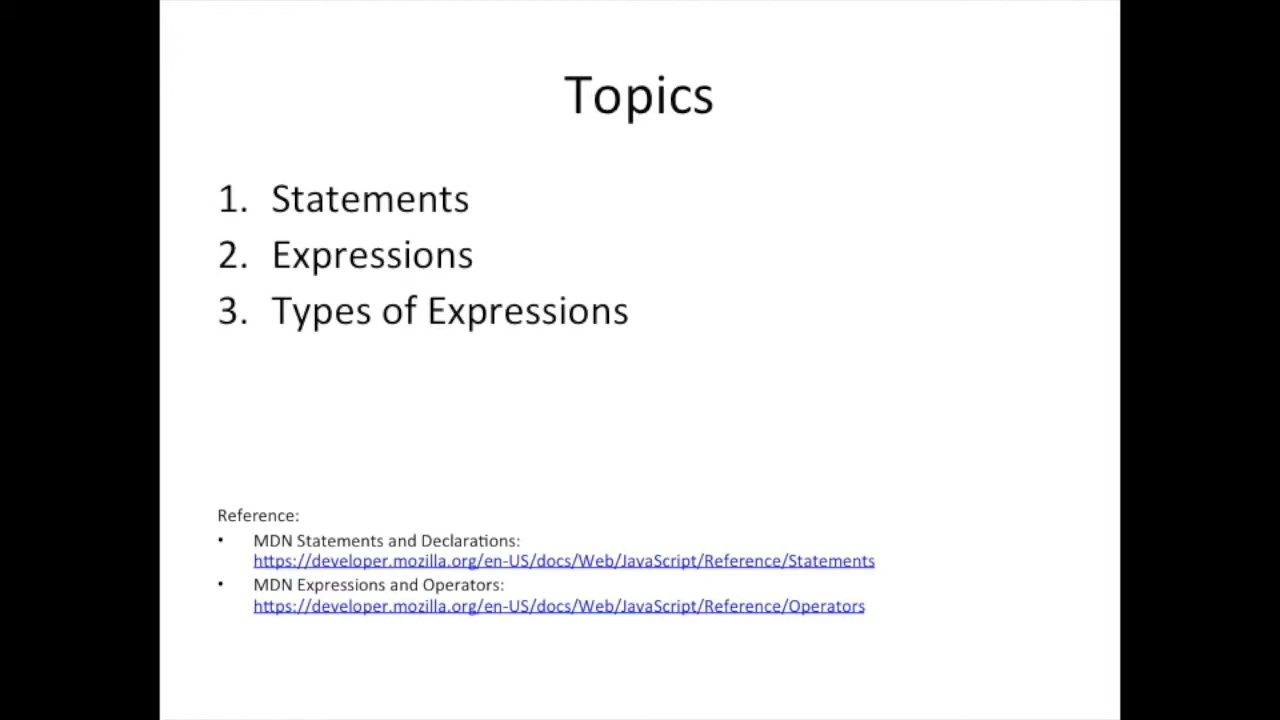 Topics
1. Statements
2. Expressions
3. Types of Expressions
Reference:
• MDN Statements and Declarations:
https://developer.mozilla.org/en-US/docs/Web/JavaScript/Reference/Statements
• MDN Expressions and Operators:
https://developer.mozilla.org/en-US/docs/Web/JavaScript/Reference/Operators